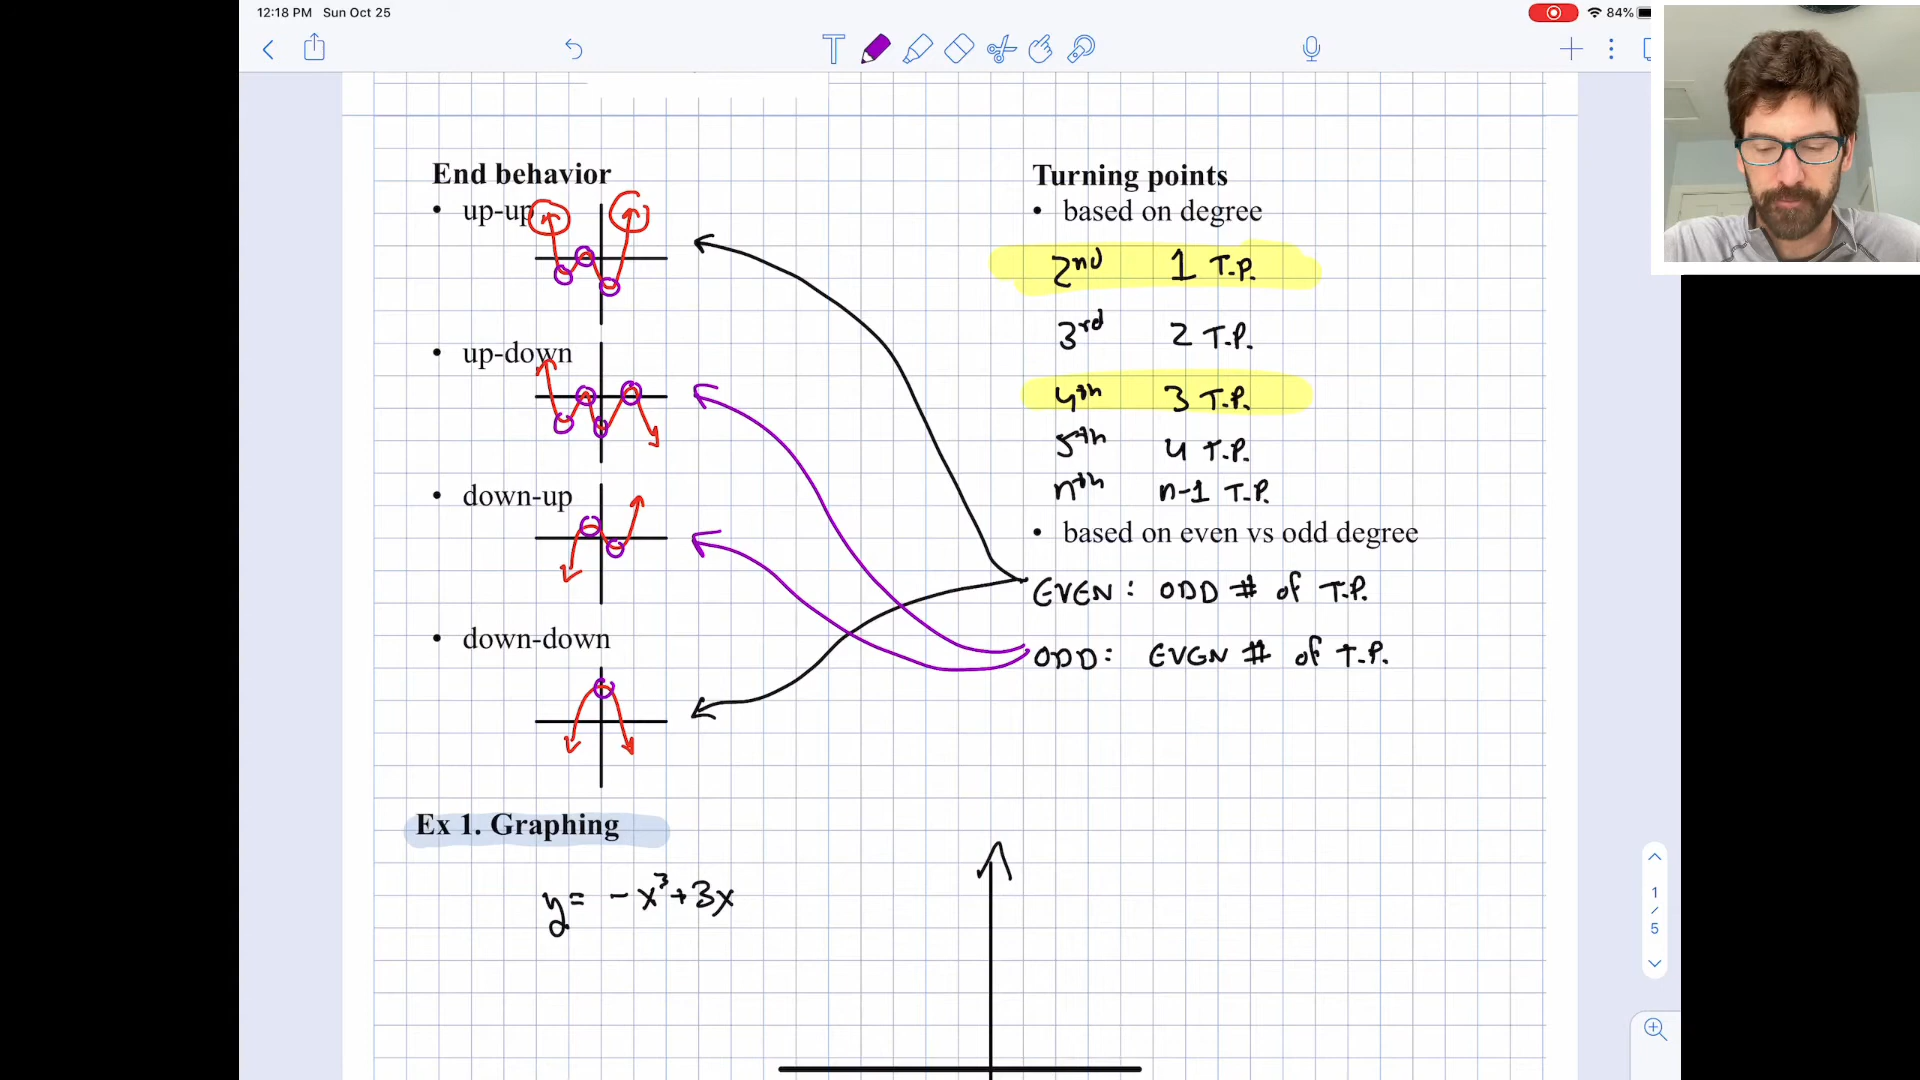 12:18 PM Sun Oct 25
84%
End behavior
• up-up
• up-down
• down-up
• down-down
Turning points
• based on degree
2nd 1 T.P.
3rd 2 T.P.
4th 3 T.P.
5th 4 T.P.
nth n-1 T.P.
• based on even vs odd degree
EVEN: ODD # of T.P.
ODD: EVEN # of T.P.
Ex 1. Graphing
y = -x³+3x
1
/
5